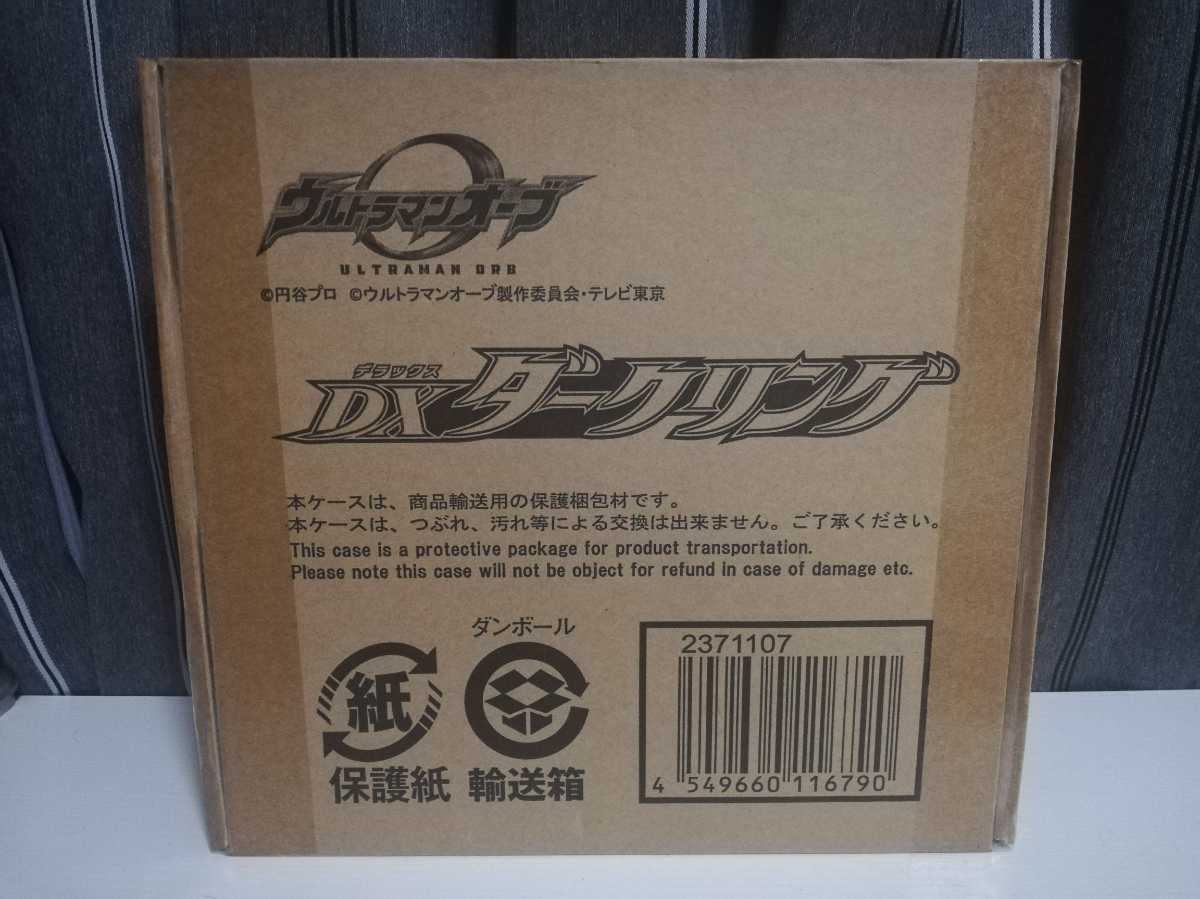 ウルトラマンオーブ
ULTRAMAN ORB
©円谷プロ ©ウルトラマンオーブ製作委員会・テレビ東京
デラックス
DXダークリング
本ケースは、商品輸送用の保護梱包材です。
本ケースは、つぶれ、汚れ等による交換は出来ません。ご了承ください。
This case is a protective package for product transportation.
Please note this case will not be object for refund in case of damage etc.
紙
保護紙
ダンボール
輸送箱
2371107
4 549660 116790